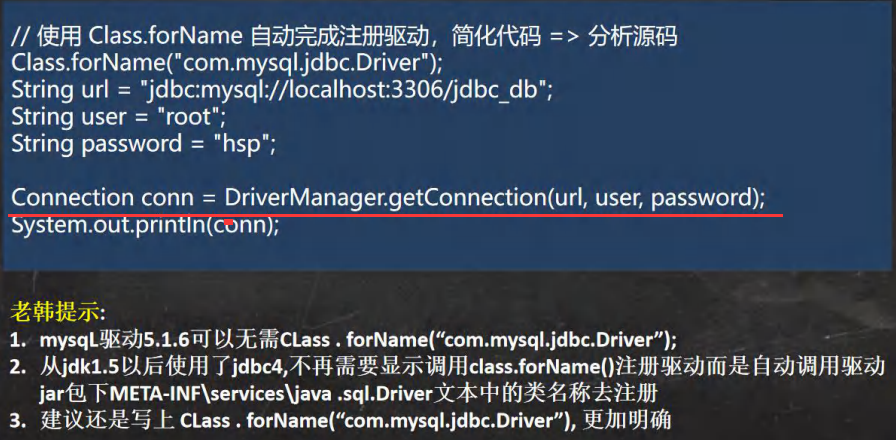 // 使用 Class.forName 自动完成注册驱动，简化代码 => 分析源码
Class.forName("com.mysql.jdbc.Driver");
String url = "jdbc:mysql://localhost:3306/jdbc_db";
String user = "root";
String password = "hsp";
Connection conn = DriverManager.getConnection(url, user, password);
System.out.println(conn);
老韩提示:
1. mysqL驱动5.1.6可以无需CLass . forName(“com.mysql.jdbc.Driver”);
2. 从jdk1.5以后使用了jdbc4,不再需要显示调用class.forName()注册驱动而是自动调用驱动
jar包下META-INF\services\java .sql.Driver文本中的类名称去注册
3. 建议还是写上 CLass . forName(“com.mysql.jdbc.Driver”), 更加明确